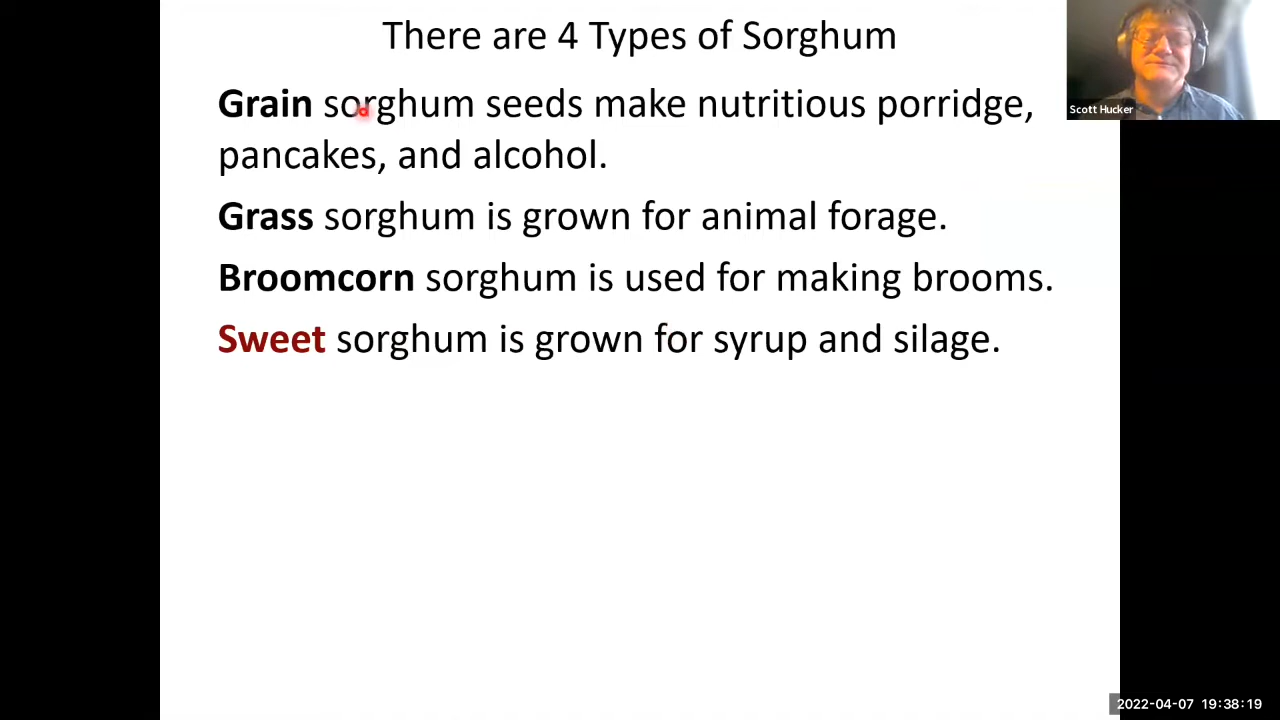 There are 4 Types of Sorghum
Grain sorghum seeds make nutritious porridge,
pancakes, and alcohol.
Grass sorghum is grown for animal forage.
Broomcorn sorghum is used for making brooms.
Sweet sorghum is grown for syrup and silage.
Scott Hucker
2022-04-07 19:38:19